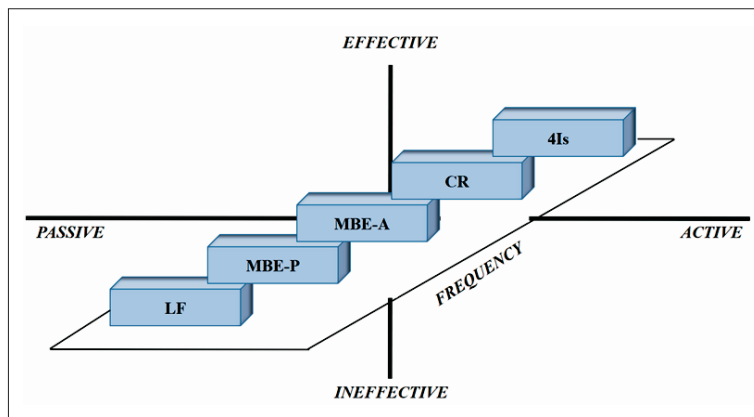 EFFECTIVE
4Is
CR
MBE-A
PASSIVE
ACTIVE
MBE-P
FREQUENCY
LF
INEFFECTIVE